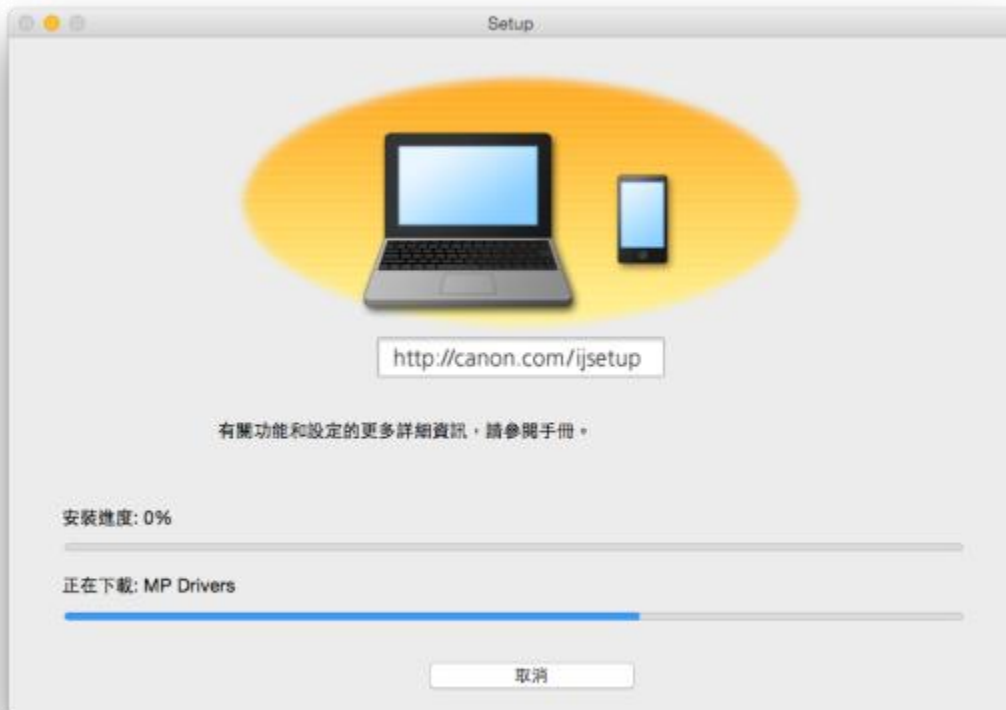 Setup
http://canon.com/ijsetup
有關功能和設定的更多詳細資訊，請參閱手冊。
安裝進度: 0%
正在下載: MP Drivers
取消